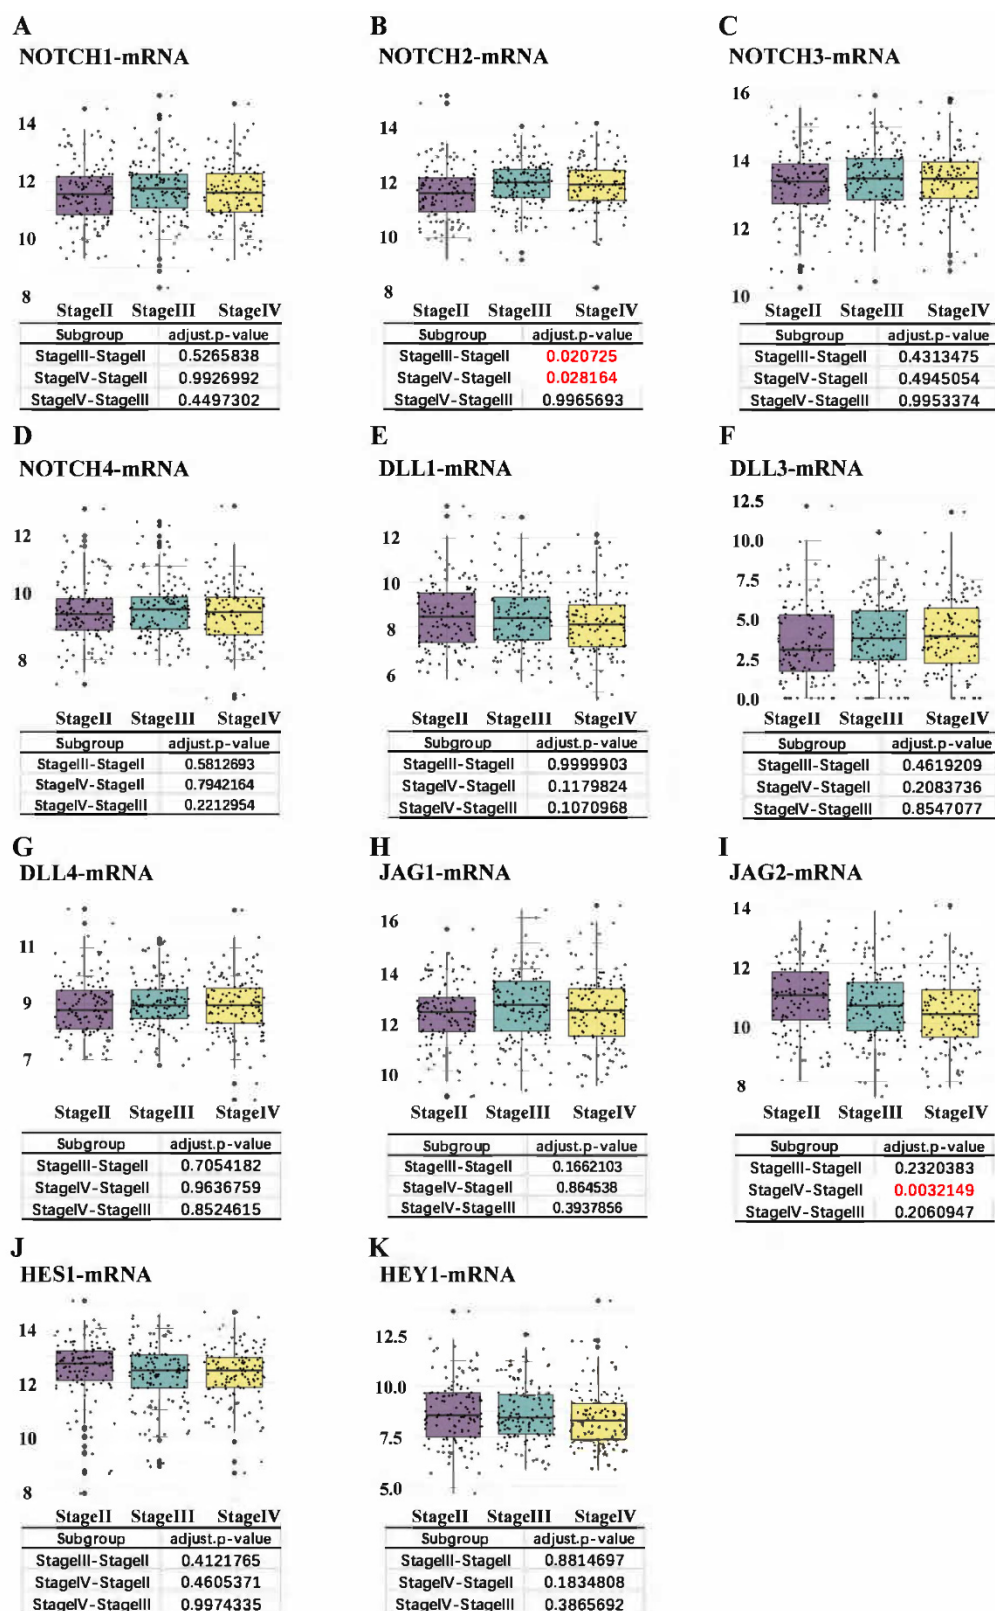 A
NOTCH1-mRNA
14
12
10
8
StageII StageIII StageIV
Subgroup adjust.p-value
StageIII-StageII 0.5265838
StageIV-StageII 0.9926992
StageIV-StageIII 0.4497302
B
NOTCH2-mRNA
14
12
10
8
StageII StageIII StageIV
Subgroup adjust.p-value
StageIII-StageII 0.020725
StageIV-StageII 0.028164
StageIV-StageIII 0.9965693
C
NOTCH3-mRNA
16
14
12
10
StageII StageIII StageIV
Subgroup adjust.p-value
StageIII-StageII 0.4313475
StageIV-StageII 0.4945054
StageIV-StageIII 0.9953374
D
NOTCH4-mRNA
12
10
8
StageII StageIII StageIV
Subgroup adjust.p-value
StageIII-StageII 0.5812693
StageIV-StageII 0.7942164
StageIV-StageIII 0.2212954
E
DLL1-mRNA
12
10
8
6
StageII StageIII StageIV
Subgroup adjust.p-value
StageIII-StageII 0.9999903
StageIV-StageII 0.1179824
StageIV-StageIII 0.1070968
F
DLL3-mRNA
12.5
10.0
7.5
5.0
2.5
0.0
StageII StageIII StageIV
Subgroup adjust.p-value
StageIII-StageII 0.4619209
StageIV-StageII 0.2083736
StageIV-StageIII 0.8547077
G
DLL4-mRNA
11
9
7
StageII StageIII StageIV
Subgroup adjust.p-value
StageIII-StageII 0.7054182
StageIV-StageII 0.9636759
StageIV-StageIII 0.8524615
H
JAG1-mRNA
16
14
12
10
StageII StageIII StageIV
Subgroup adjust.p-value
StageIII-StageII 0.1662103
StageIV-StageII 0.864538
StageIV-StageIII 0.3937856
I
JAG2-mRNA
14
12
10
8
StageII StageIII StageIV
Subgroup adjust.p-value
StageIII-StageII 0.2320383
StageIV-StageII 0.0032149
StageIV-StageIII 0.2060947
J
HES1-mRNA
14
12
10
8
StageII StageIII StageIV
Subgroup adjust.p-value
StageIII-StageII 0.4121765
StageIV-StageII 0.4605371
StageIV-StageIII 0.9974335
K
HEY1-mRNA
12.5
10.0
7.5
5.0
StageII StageIII StageIV
Subgroup adjust.p-value
StageIII-StageII 0.8814697
StageIV-StageII 0.1834808
StageIV-StageIII 0.3865692